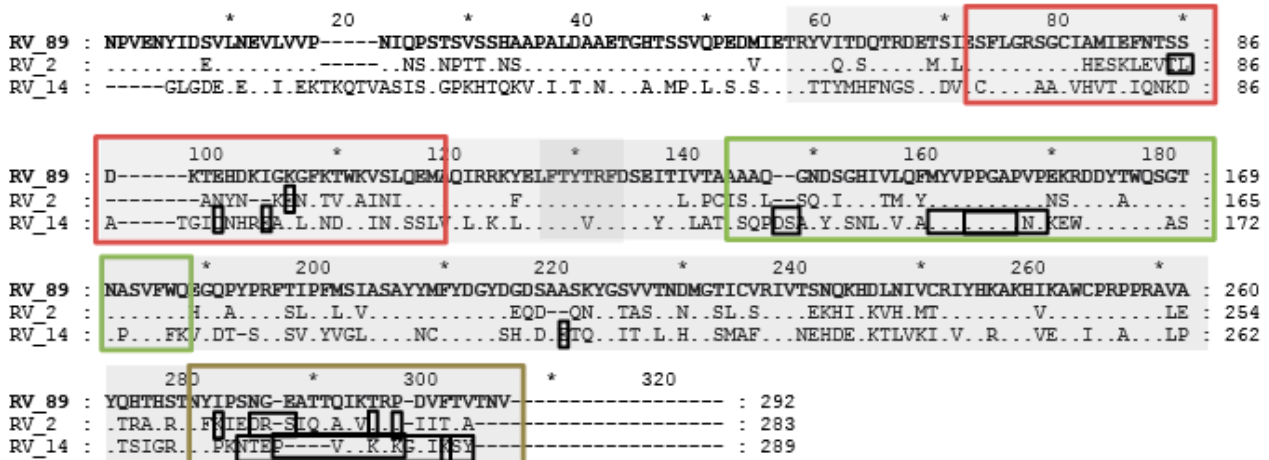 * 20 * 40 * 60 * 80 *
RV_89 : NPVENYIDSVLNEVLVVP-----NIQPSTSVSSHAAPALDAAETGHTSSVQPEDMIETRYVITDQTRDETSIESFLGRSGCIAMIEFNTSS : 86
RV_2 : ........E.........-----..NS.NPTT.NS.................V......Q.S.....M.L.........HESKLEVTL : 86
RV_14 : -----GLGDE.E..I.EKTKQTVASIS.GPKHTQKV.I.T.N...A.MP.L.S.S....TTYMHFNGS..DV.C....AA.VHVT.IQNKD : 86
100 * 120 * 140 * 160 * 180
RV_89 : D------KTEHDKIGKGFKTWKVSLQEMAQIRRKYELFTYTRFDSEITIVTAAAAQ--GNDSGHIVLQFMYVPPGAPVPEKRDDYTWQSGT : 169
RV_2 : --------ANYN..KEN.TV.AINI.........F.............L.PCIS.L--SQ.I...TM.Y..........NS....A..... : 165
RV_14 : A-----TGIENHREA.L.ND..IN.SSLV.L.K.L.....V.....Y..LAT.SQPDSA.Y.SNL.V.A........N.KEW.......AS : 172
* 200 * 220 * 240 * 260 *
RV_89 : NASVFWQEGQPYPRFTIPFMSIASAYYMFYDGYDGDSAASKYGSVVTNDMGTICVRIVTSNQKHDLNIVCRIYHKAKHIKAWCPRPPRAVA : 260
RV_2 : .......H..A....SL..L.V...........EQD--QN..TAS..N..SL.S....EKHI.KVH.MT.......V...........LE : 254
RV_14 : .P...FKV.DT-S..SV.YVGL...NC.....SH.D.ETQ..IT.L.H..SMAF...NEHDE.KTLVKI.V..R...VE..I..A...LP : 262
280 * 300 * 320
RV_89 : YQHTHSTNYIPSNG-EATTQIKTRP-DVFTVTNV------------------ : 292
RV_2 : .TRA.R..FKIEDR-SIQ.A.V...-IIT.A------------------ : 283
RV_14 : .TSIGR...PKNTEP----V..K.KG.IKSY------------------ : 289